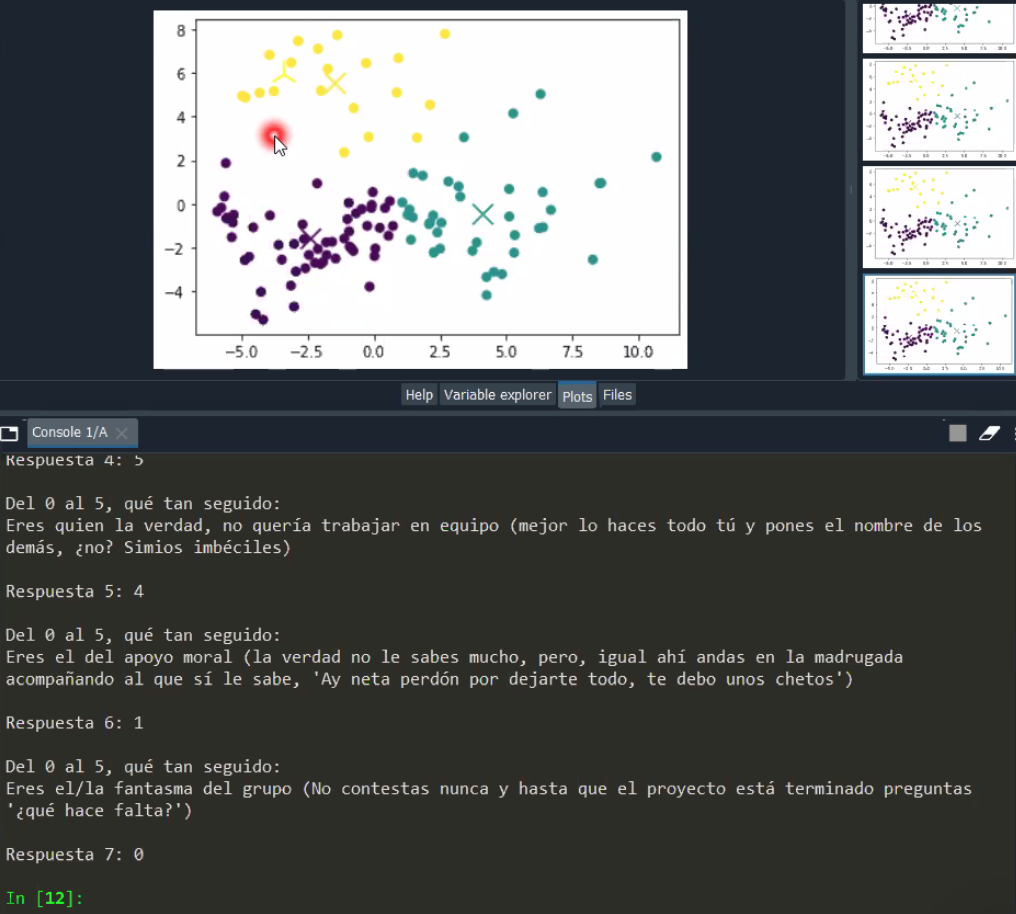 8
6
4
2
0
−2
−4
−5.0 −2.5 0.0 2.5 5.0 7.5 10.0
Help Variable explorer Plots Files
Console 1/A
Respuesta 4: 5
Del 0 al 5, qué tan seguido:
Eres quien la verdad, no quería trabajar en equipo (mejor lo haces todo tú y pones el nombre de los
demás, ¿no? Simios imbéciles)
Respuesta 5: 4
Del 0 al 5, qué tan seguido:
Eres el del apoyo moral (la verdad no le sabes mucho, pero, igual ahí andas en la madrugada
acompañando al que sí le sabe, 'Ay neta perdón por dejarte todo, te debo unos chetos')
Respuesta 6: 1
Del 0 al 5, qué tan seguido:
Eres el/la fantasma del grupo (No contestas nunca y hasta que el proyecto está terminado preguntas
'¿qué hace falta?')
Respuesta 7: 0
In [12]: